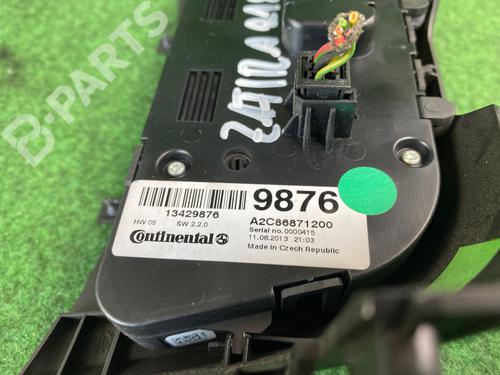 B-PARTS
ZAFIRA
9876
13429876
A2C86871200
HW 05 SW 2.2.0
Serial no.0000415
11.08.2013 21:03
Continental
Made in Czech Republic